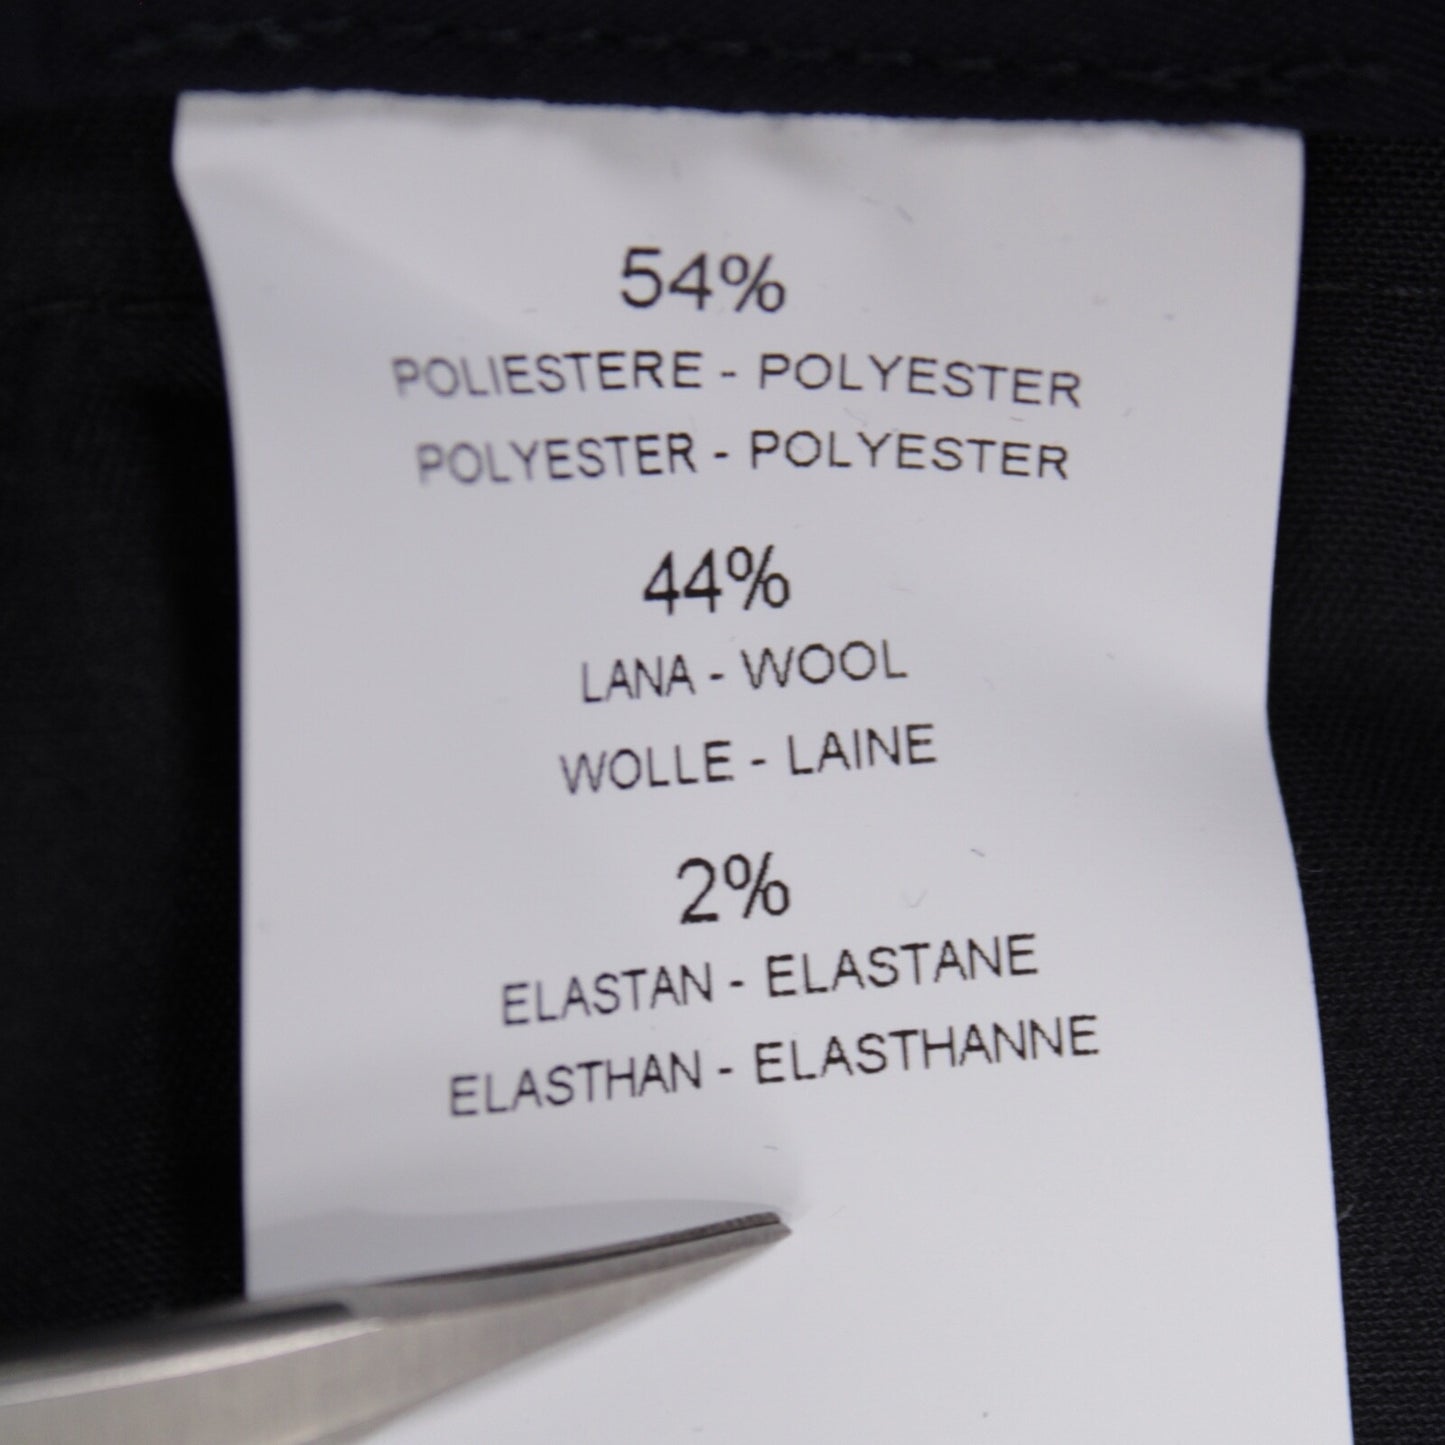 54%
POLIESTERE - POLYESTER
POLYESTER - POLYESTER
44%
LANA - WOOL
WOLLE - LAINE
2%
ELASTAN - ELASTANE
ELASTHAN - ELASTHANNE